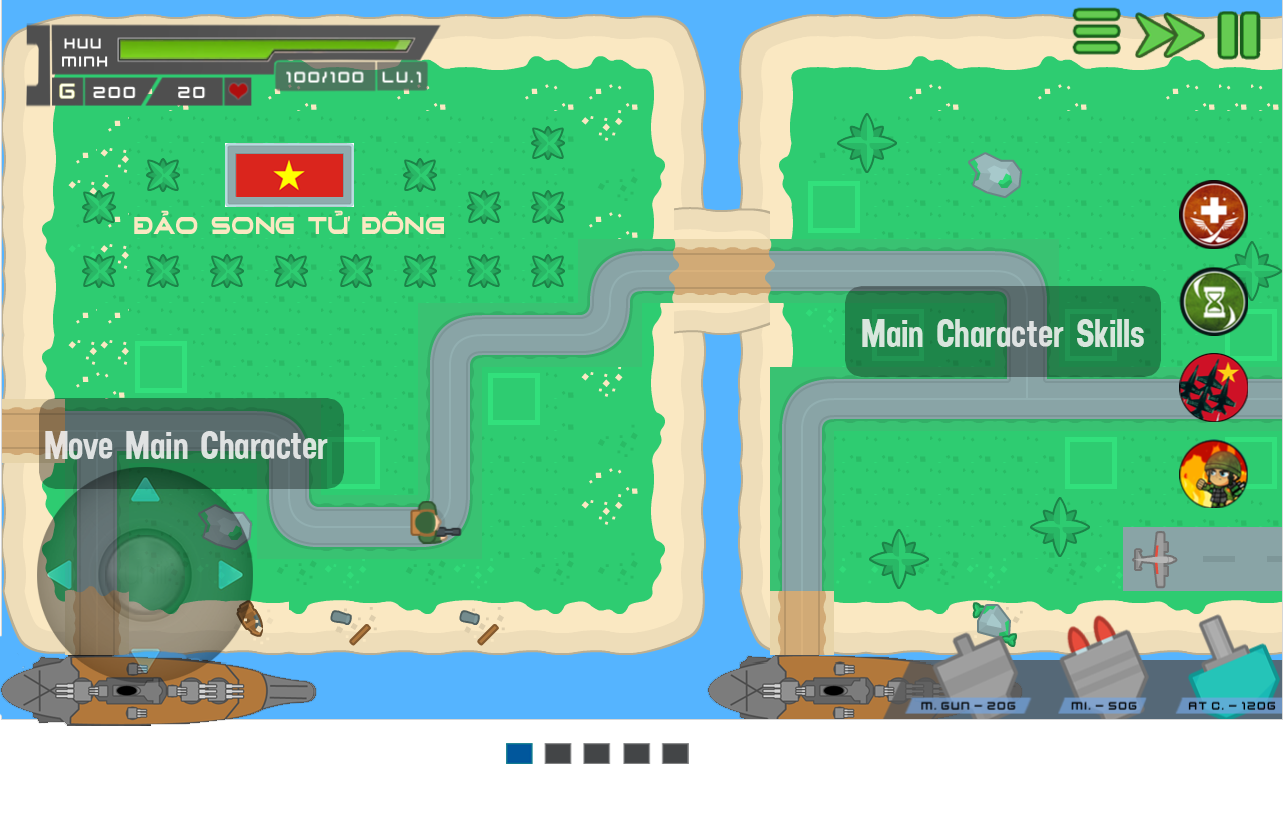 HUU
MINH
100/100 LU.1
G 200 20
ĐẢO SONG TỬ ĐÔNG
Main Character Skills
Move Main Character
M. GUN - 20G
MI. - 50G
AT C. - 120G